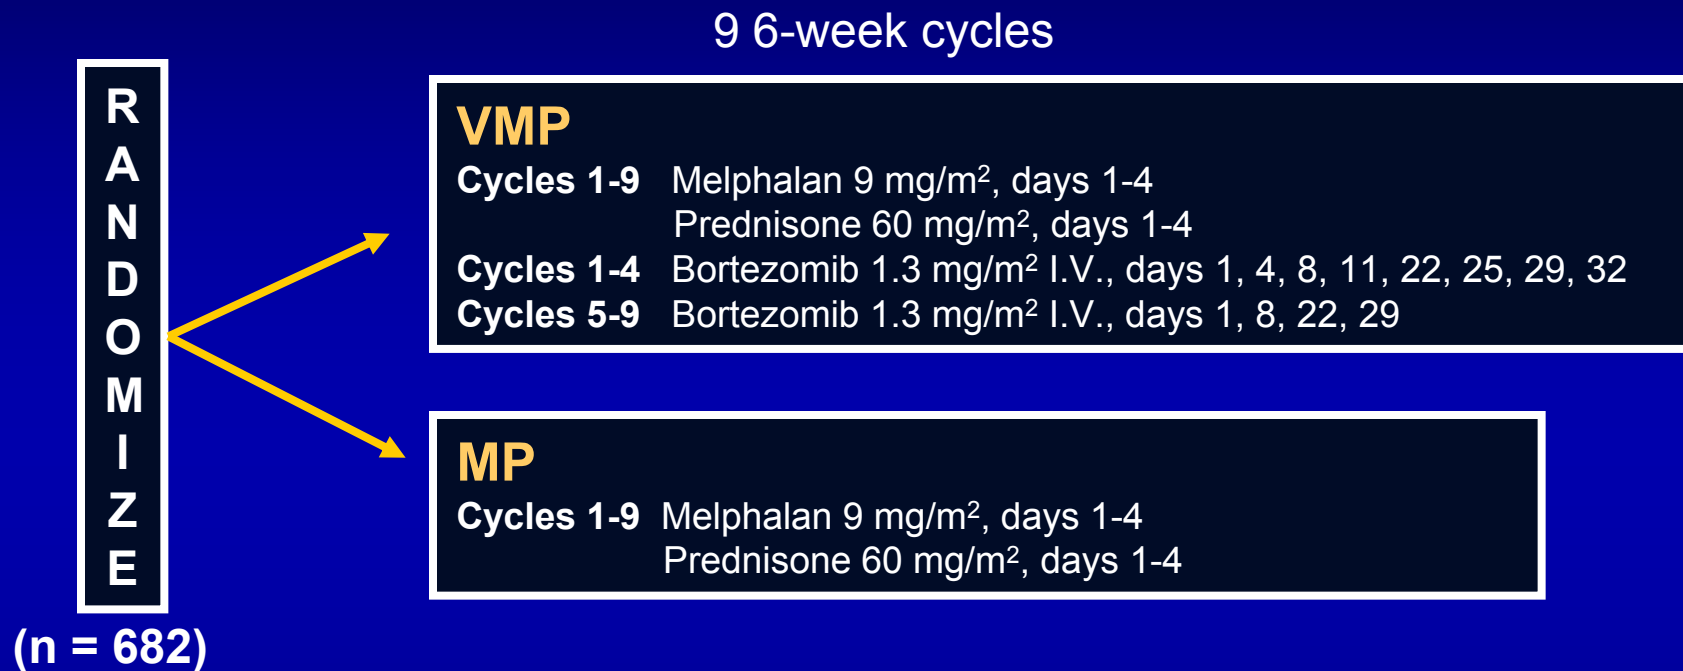 9 6-week cycles
RANDOMIZE
(n = 682)
VMP
Cycles 1-9 Melphalan 9 mg/m², days 1-4
Prednisone 60 mg/m², days 1-4
Cycles 1-4 Bortezomib 1.3 mg/m² I.V., days 1, 4, 8, 11, 22, 25, 29, 32
Cycles 5-9 Bortezomib 1.3 mg/m² I.V., days 1, 8, 22, 29
MP
Cycles 1-9 Melphalan 9 mg/m², days 1-4
Prednisone 60 mg/m², days 1-4